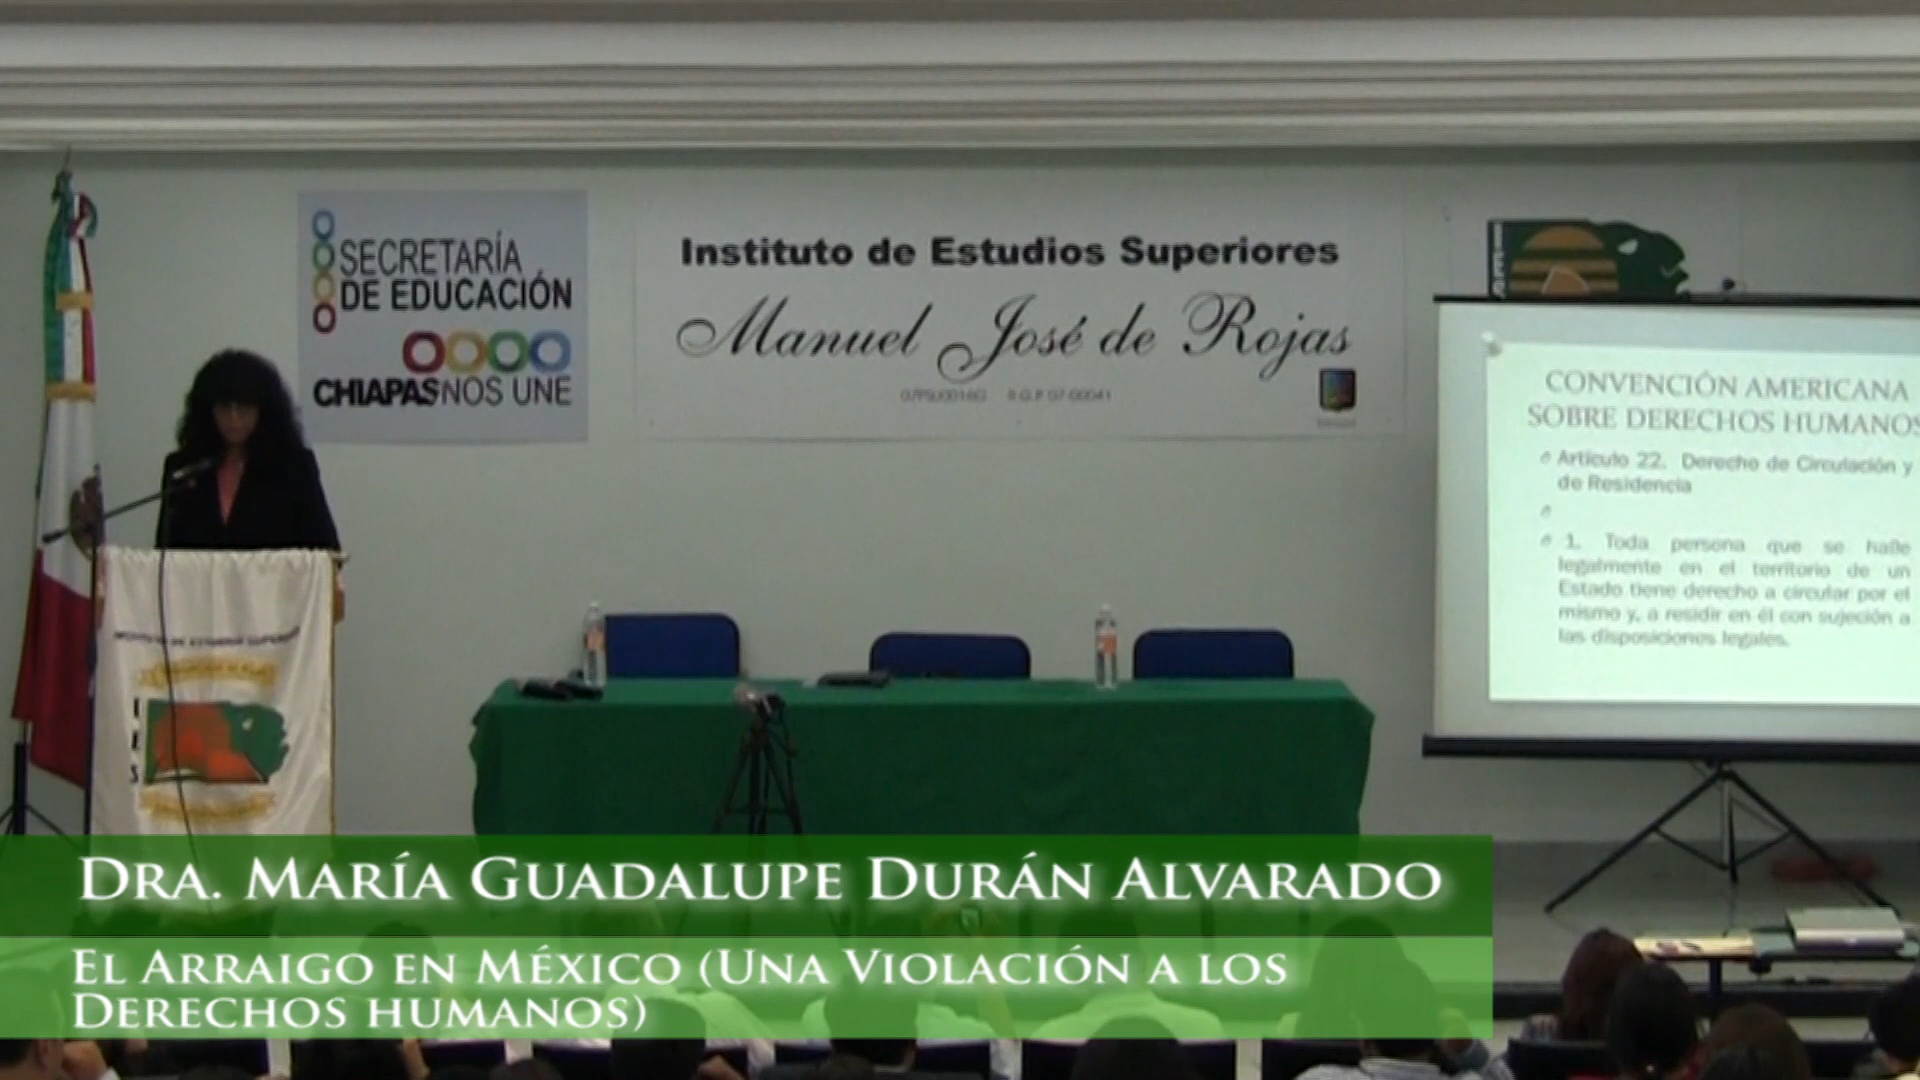 SECRETARÍA
DE EDUCACIÓN
CHIAPAS NOS UNE
Instituto de Estudios Superiores
Manuel José de Rojas
CONVENCIÓN AMERICANA
SOBRE DERECHOS HUMANOS
Artículo 22. Derecho de Circulación y
de Residencia
1. Toda persona que se halle
legalmente en el territorio de un
Estado tiene derecho a circular por el
mismo y, a residir en él con sujeción a
las disposiciones legales.
IES
Dra. María Guadalupe Durán Alvarado
El Arraigo en México (Una Violación a los
Derechos humanos)